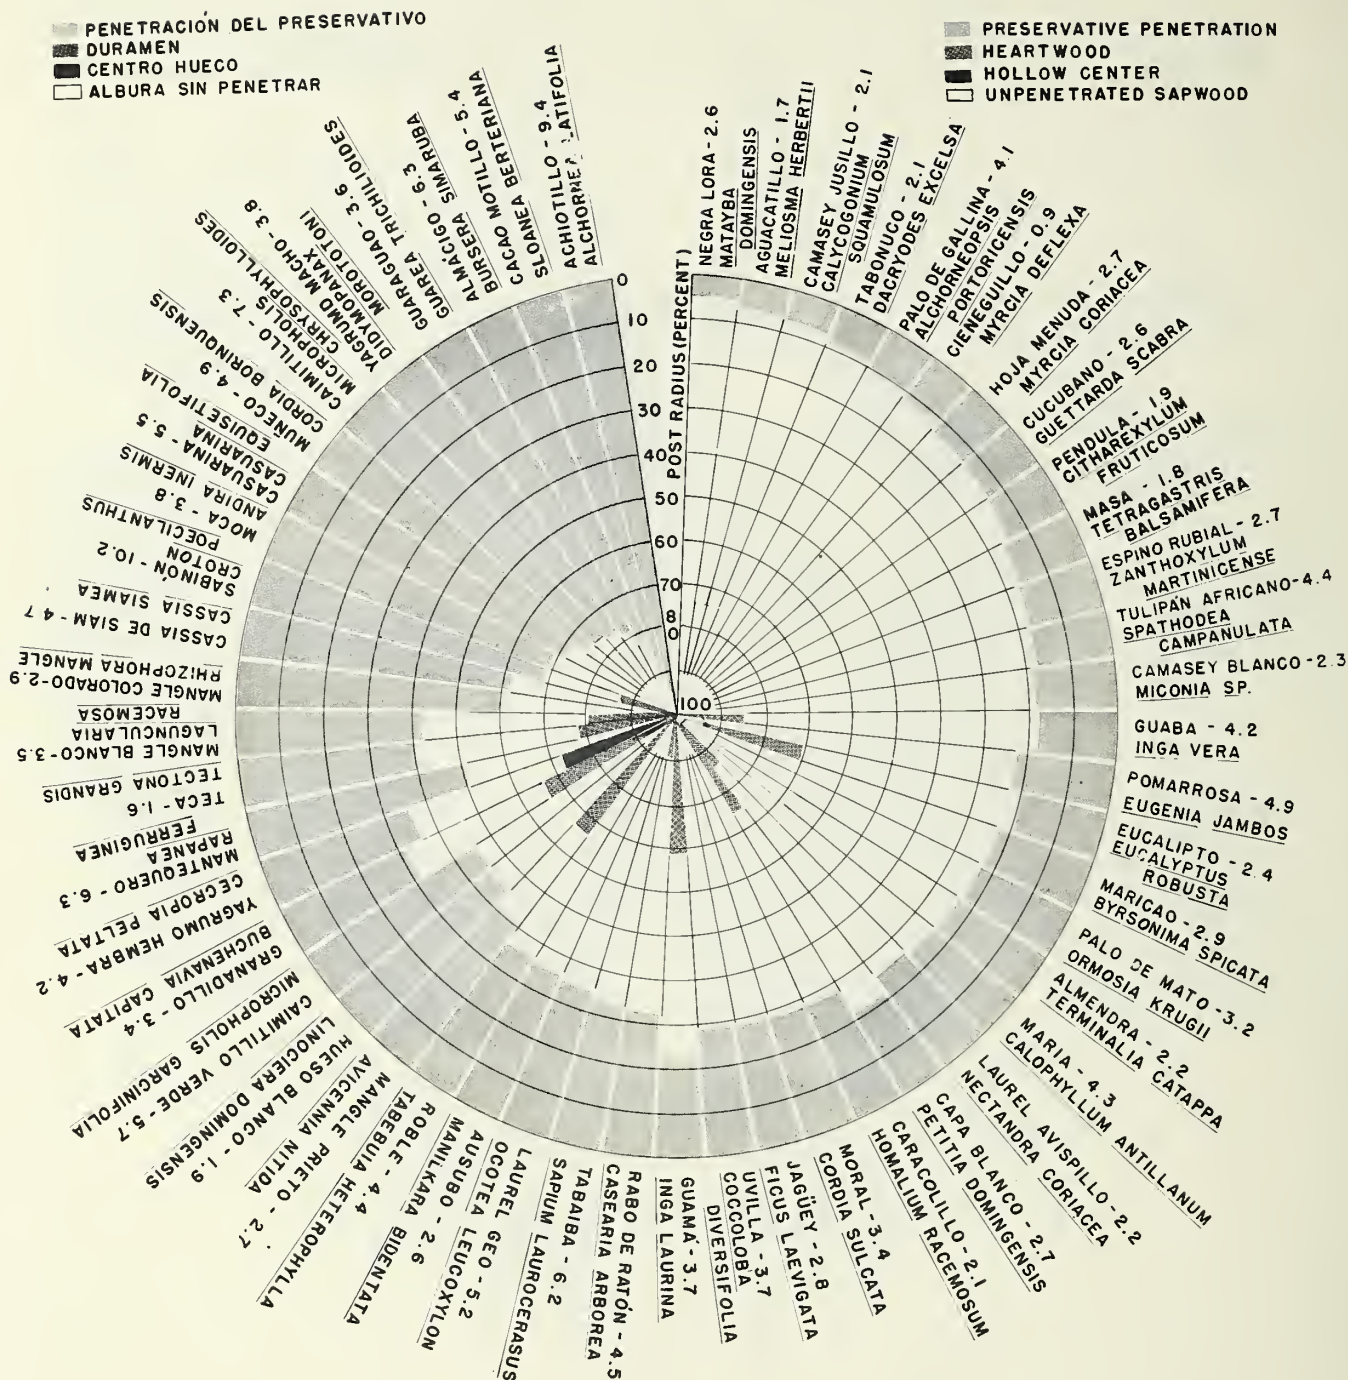 PENETRACIÓN DEL PRESERVATIVO
DURAMEN
CENTRO HUECO
ALBURA SIN PENETRAR
PRESERVATIVE PENETRATION
HEARTWOOD
HOLLOW CENTER
UNPENETRATED SAPWOOD
POST RADIUS (PERCENT)
0
10
20
30
40
50
60
70
8
0
100
NEGRA LORA - 2.6
MATAYBA
DOMINGENSIS
AGUACATILLO - 1.7
MELIOSMA HERBERTII
CAMASEY JUSILLO - 2.1
CALYCOGONIUM
SQUAMULOSUM
TABONUCO - 2.1
DACRYODES EXCELSA
PALO DE GALLINA - 4.1
ALCHORNEOPSIS
PORTORICENSIS
CIENEGUILLO - 0.9
MYRCIA DEFLEXA
HOJA MENUDA - 2.7
MYRCIA CORIACEA
CUCUBANO - 2.6
GUETTARDA SCABRA
PENDULA - 1.9
CITHAREXYLUM
FRUTICOSUM
MASA - 1.8
TETRAGASTRIS
BALSAMIFERA
ESPINO RUBIAL - 2.7
ZANTHOXYLUM
MARTINICENSE
TULIPÁN AFRICANO - 4.4
SPATHODEA
CAMPANULATA
CAMASEY BLANCO - 2.3
MICONIA SP.
GUABA - 4.2
INGA VERA
POMARROSA - 4.9
EUGENIA JAMBOS
EUCALIPTO - 2.4
EUCALYPTUS
ROBUSTA
MARICAO - 2.9
BYRSONIMA SPICATA
PALO DE MATO - 3.2
ORMOSIA KRUGII
ALMENDRA - 2.2
TERMINALIA CATAPPA
MARIA - 4.3
CALOPHYLLUM ANTILLANUM
LAUREL AVISPILLO - 2.2
NECTANDRA CORIACEA
CAPA BLANCO - 2.7
PETITIA DOMINGENSIS
CARACOLILLO - 2.1
HOMALIUM RACEMOSUM
MORAL - 3.4
CORDIA SULCATA
JAGÜEY - 2.8
FICUS LAEVIGATA
UVILLA - 3.7
COCCOLOBA
DIVERSIFOLIA
GUAMÁ - 3.7
INGA LAURINA
RABO DE RATÓN - 4.5
CASEARIA ARBOREA
TABAIBA - 6.2
SAPIUM LAUROCERASUS
LAUREL GEO - 5.2
OCOTEA LEUCOXYLON
AUSUBO - 2.6
MANILKARA BIDENTATA
ROBLE - 4.4
TABEBUIA HETEROPHYLLA
MANGLE PRIETO - 2.7
AVICENNIA NITIDA
HUESO BLANCO - 1.9
LINOCIERA DOMINGENSIS
CAIMITILLO VERDE - 5.7
MICROPHOLIS GARCINIFOLIA
GRANADILLO - 3.4
BUCHENAVIA CAPITATA
YAGRUMO HEMBRA - 4.2
CECROPIA PELTATA
MANTEQUERO - 6.3
RAPANEA
FERRUGINEA
TECA - 1.6
TECTONA GRANDIS
MANGLE BLANCO - 3.5
LAGUNCULARIA
RACEMOSA
MANGLE COLORADO - 2.9
RHIZOPHORA MANGLE
CASSIA DE SIAM - 4.7
CASSIA SIAMEA
SABINÓN - 10.2
CROTON
POECILANTHUS
MOCA - 3.8
ANDIRA INERMIS
CASUARINA - 5.5
CASUARINA
EQUISETIFOLIA
MUÑECO - 4.9
CORDIA BORINQUENSIS
CAIMITILLO - 7.3
MICROPHOLIS
CHRYSOPHYLLOIDES
YAGRUMO MACHO - 3.8
DIDYMOPANAX
MOROTOTONI
GUARAGUAO - 3.6
GUAREA TRICHILIOIDES
ALMÁCIGO - 6.3
BURSERA SIMARUBA
CACAO MOTILLO - 5.4
SLOANEA BERTERIANA
ACHIOTILLO - 9.4
ALCHORNEA LATIFOLIA